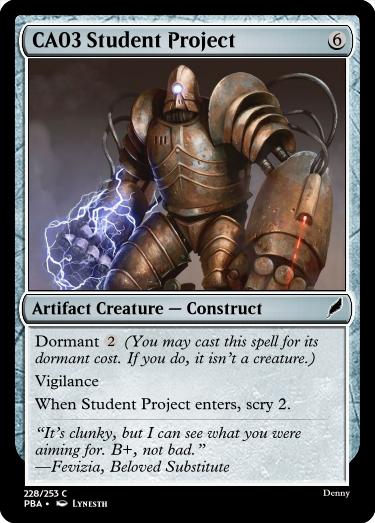 CA03 Student Project 6
Artifact Creature — Construct
Dormant 2 (You may cast this spell for its
dormant cost. If you do, it isn't a creature.)
Vigilance
When Student Project enters, scry 2.
"It's clunky, but I can see what you were
aiming for. B+, not bad."
—Fevizia, Beloved Substitute
228/253 C
Denny
PBA • Lynesth